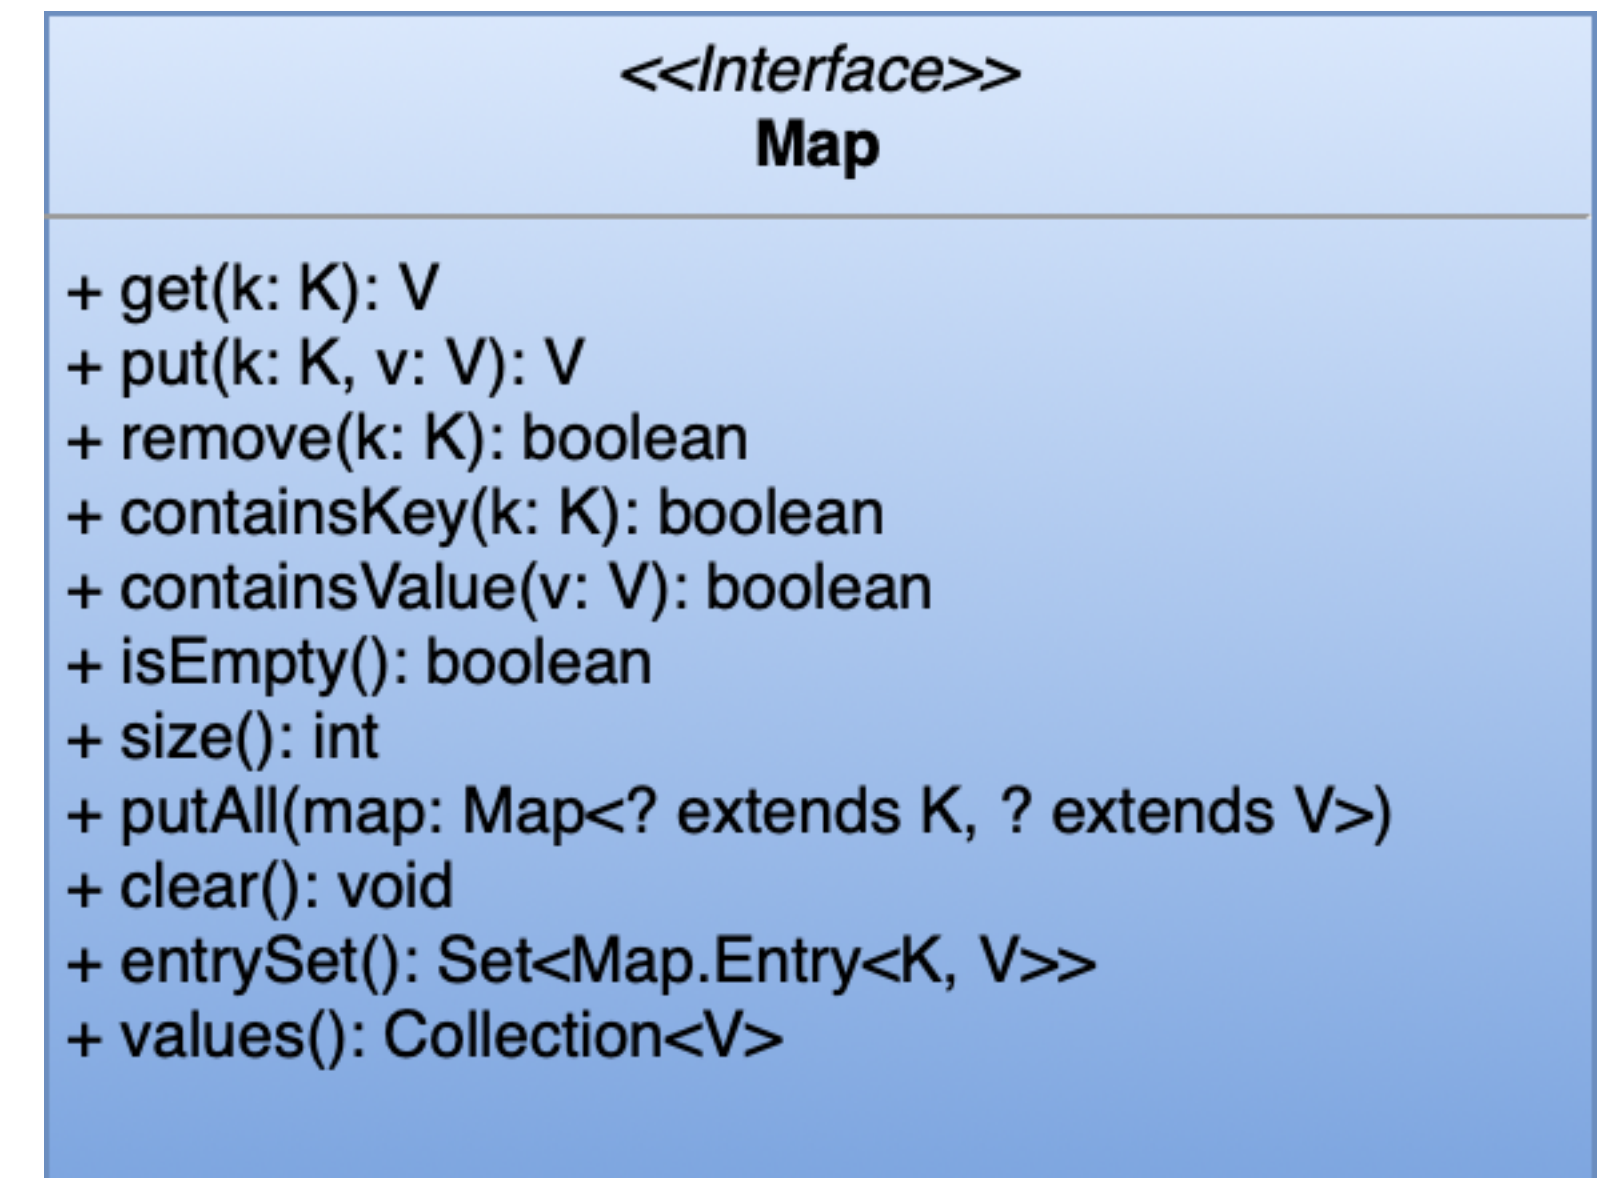 <<Interface>>
Map
+ get(k: K): V
+ put(k: K, v: V): V
+ remove(k: K): boolean
+ containsKey(k: K): boolean
+ containsValue(v: V): boolean
+ isEmpty(): boolean
+ size(): int
+ putAll(map: Map<? extends K, ? extends V>)
+ clear(): void
+ entrySet(): Set<Map.Entry<K, V>>
+ values(): Collection<V>